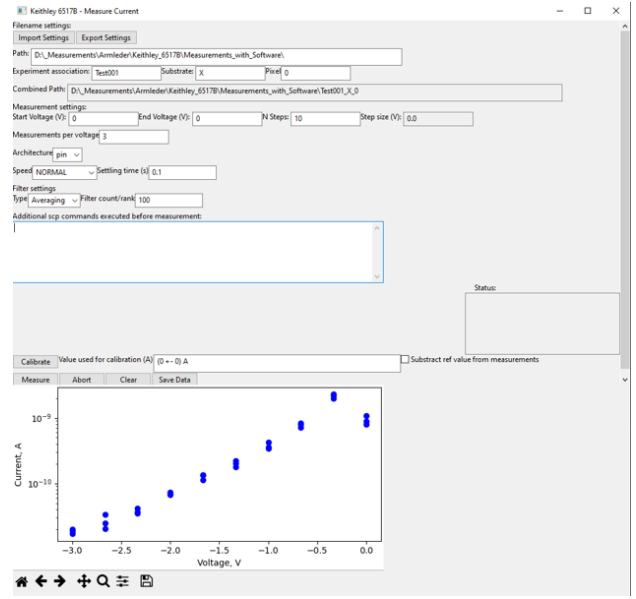 Keithley 6517B - Measure Current
Filename settings:
Import Settings Export Settings
Path: D:\_Measurements\Armleder\Keithley_6517B\Measurements_with_Software\.
Experiment association: Test001 Substrate: X Pixel 0
Combined Path: D:\_Measurements\Armleder\Keithley_6517B\Measurements_with_Software\Test001_X_0
Measurement settings:
Start Voltage (V): 0 End Voltage (V): 0 N Steps: 10 Step size (V): 0.0
Measurements per voltage 3
Architecture pin
Speed NORMAL Settling time (s) 0.1
Filter settings
Type Averaging Filter count/rank 100
Additional scp commands executed before measurement:
Status:
Calibrate Value used for calibration (A) (0 +- 0) A Substract ref value from measurements
Measure Abort Clear Save Data
10⁻⁹
10⁻¹⁰
Current, A
−3.0 −2.5 −2.0 −1.5 −1.0 −0.5 0.0
Voltage, V